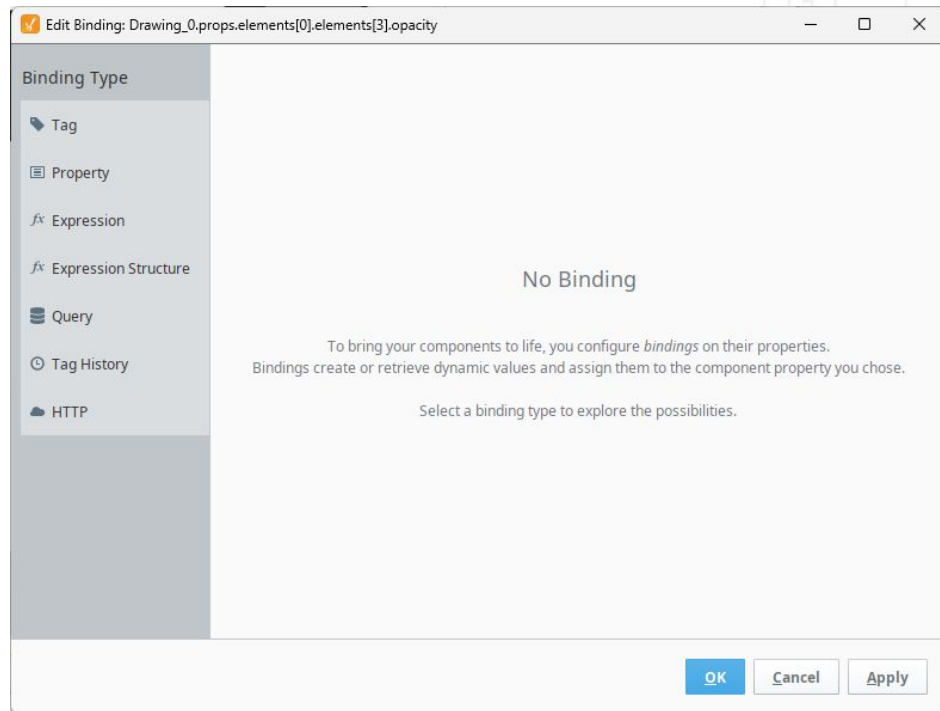 Edit Binding: Drawing_0.props.elements[0].elements[3].opacity
Binding Type
Tag
Property
fx Expression
fx Expression Structure
Query
Tag History
HTTP
No Binding
To bring your components to life, you configure bindings on their properties.
Bindings create or retrieve dynamic values and assign them to the component property you chose.
Select a binding type to explore the possibilities.
OK
Cancel
Apply